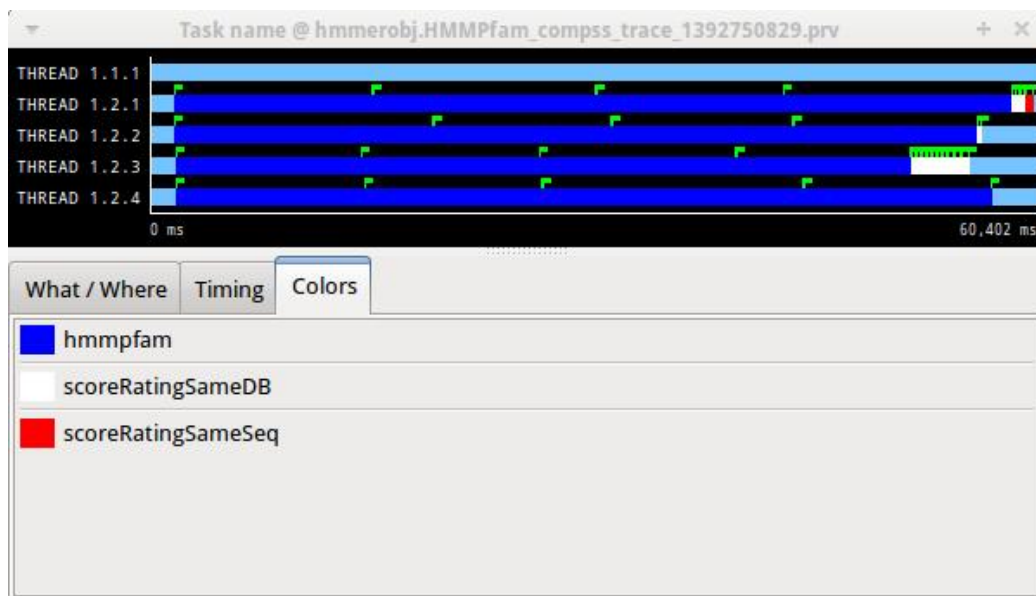 Task name @ hmmerobj.HMMPfam_compss_trace_1392750829.prv
THREAD 1.1.1
THREAD 1.2.1
THREAD 1.2.2
THREAD 1.2.3
THREAD 1.2.4
0 ms 60,402 ms
What / Where Timing Colors
hmmpfam
scoreRatingSameDB
scoreRatingSameSeq